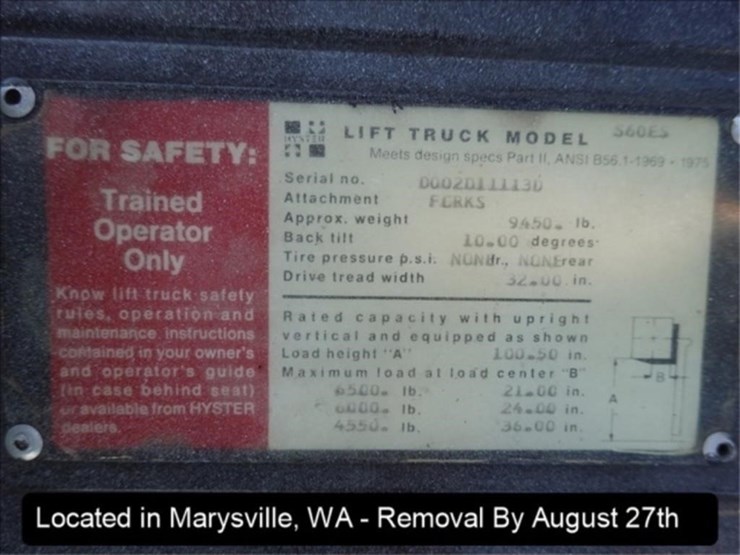 FOR SAFETY:
Trained
Operator
Only
Know lift truck safety
rules, operation and
maintenance instructions
contained in your owner's
and operator's guide
(in case behind seat)
or available from HYSTER
dealers.
HYSTER
LIFT TRUCK MODEL S60ES
Meets design specs Part II, ANSI B56.1-1969 - 1975
Serial no.
Attachment FORKS
Approx. weight 9450. lb.
Back tilt 10.00 degrees
Tire pressure p.s.i. NONEfr., NONErear
Drive tread width 32.00 in.
Rated capacity with upright
vertical and equipped as shown
Load height "A" 100.50 in.
Maximum load at load center "B"
6500. lb. 21.00 in.
6000. lb. 24.00 in.
4550. lb. 36.00 in.
B
A
Located in Marysville, WA - Removal By August 27th